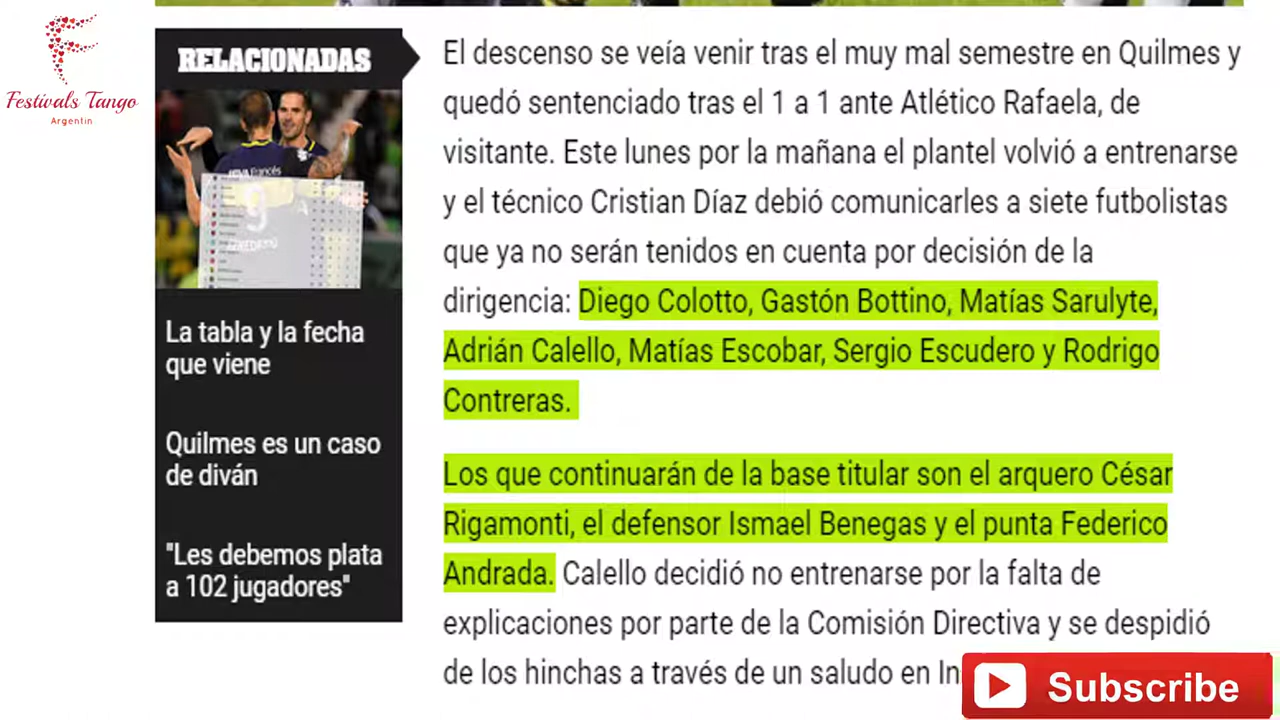 Festivals Tango
Argentin
RELACIONADAS
La tabla y la fecha
que viene
Quilmes es un caso
de diván
"Les debemos plata
a 102 jugadores"
El descenso se veía venir tras el muy mal semestre en Quilmes y
quedó sentenciado tras el 1 a 1 ante Atlético Rafaela, de
visitante. Este lunes por la mañana el plantel volvió a entrenarse
y el técnico Cristian Díaz debió comunicarles a siete futbolistas
que ya no serán tenidos en cuenta por decisión de la
dirigencia: Diego Colotto, Gastón Bottino, Matías Sarulyte,
Adrián Calello, Matías Escobar, Sergio Escudero y Rodrigo
Contreras.
Los que continuarán de la base titular son el arquero César
Rigamonti, el defensor Ismael Benegas y el punta Federico
Andrada. Calello decidió no entrenarse por la falta de
explicaciones por parte de la Comisión Directiva y se despidió
de los hinchas a través de un saludo en
Subscribe